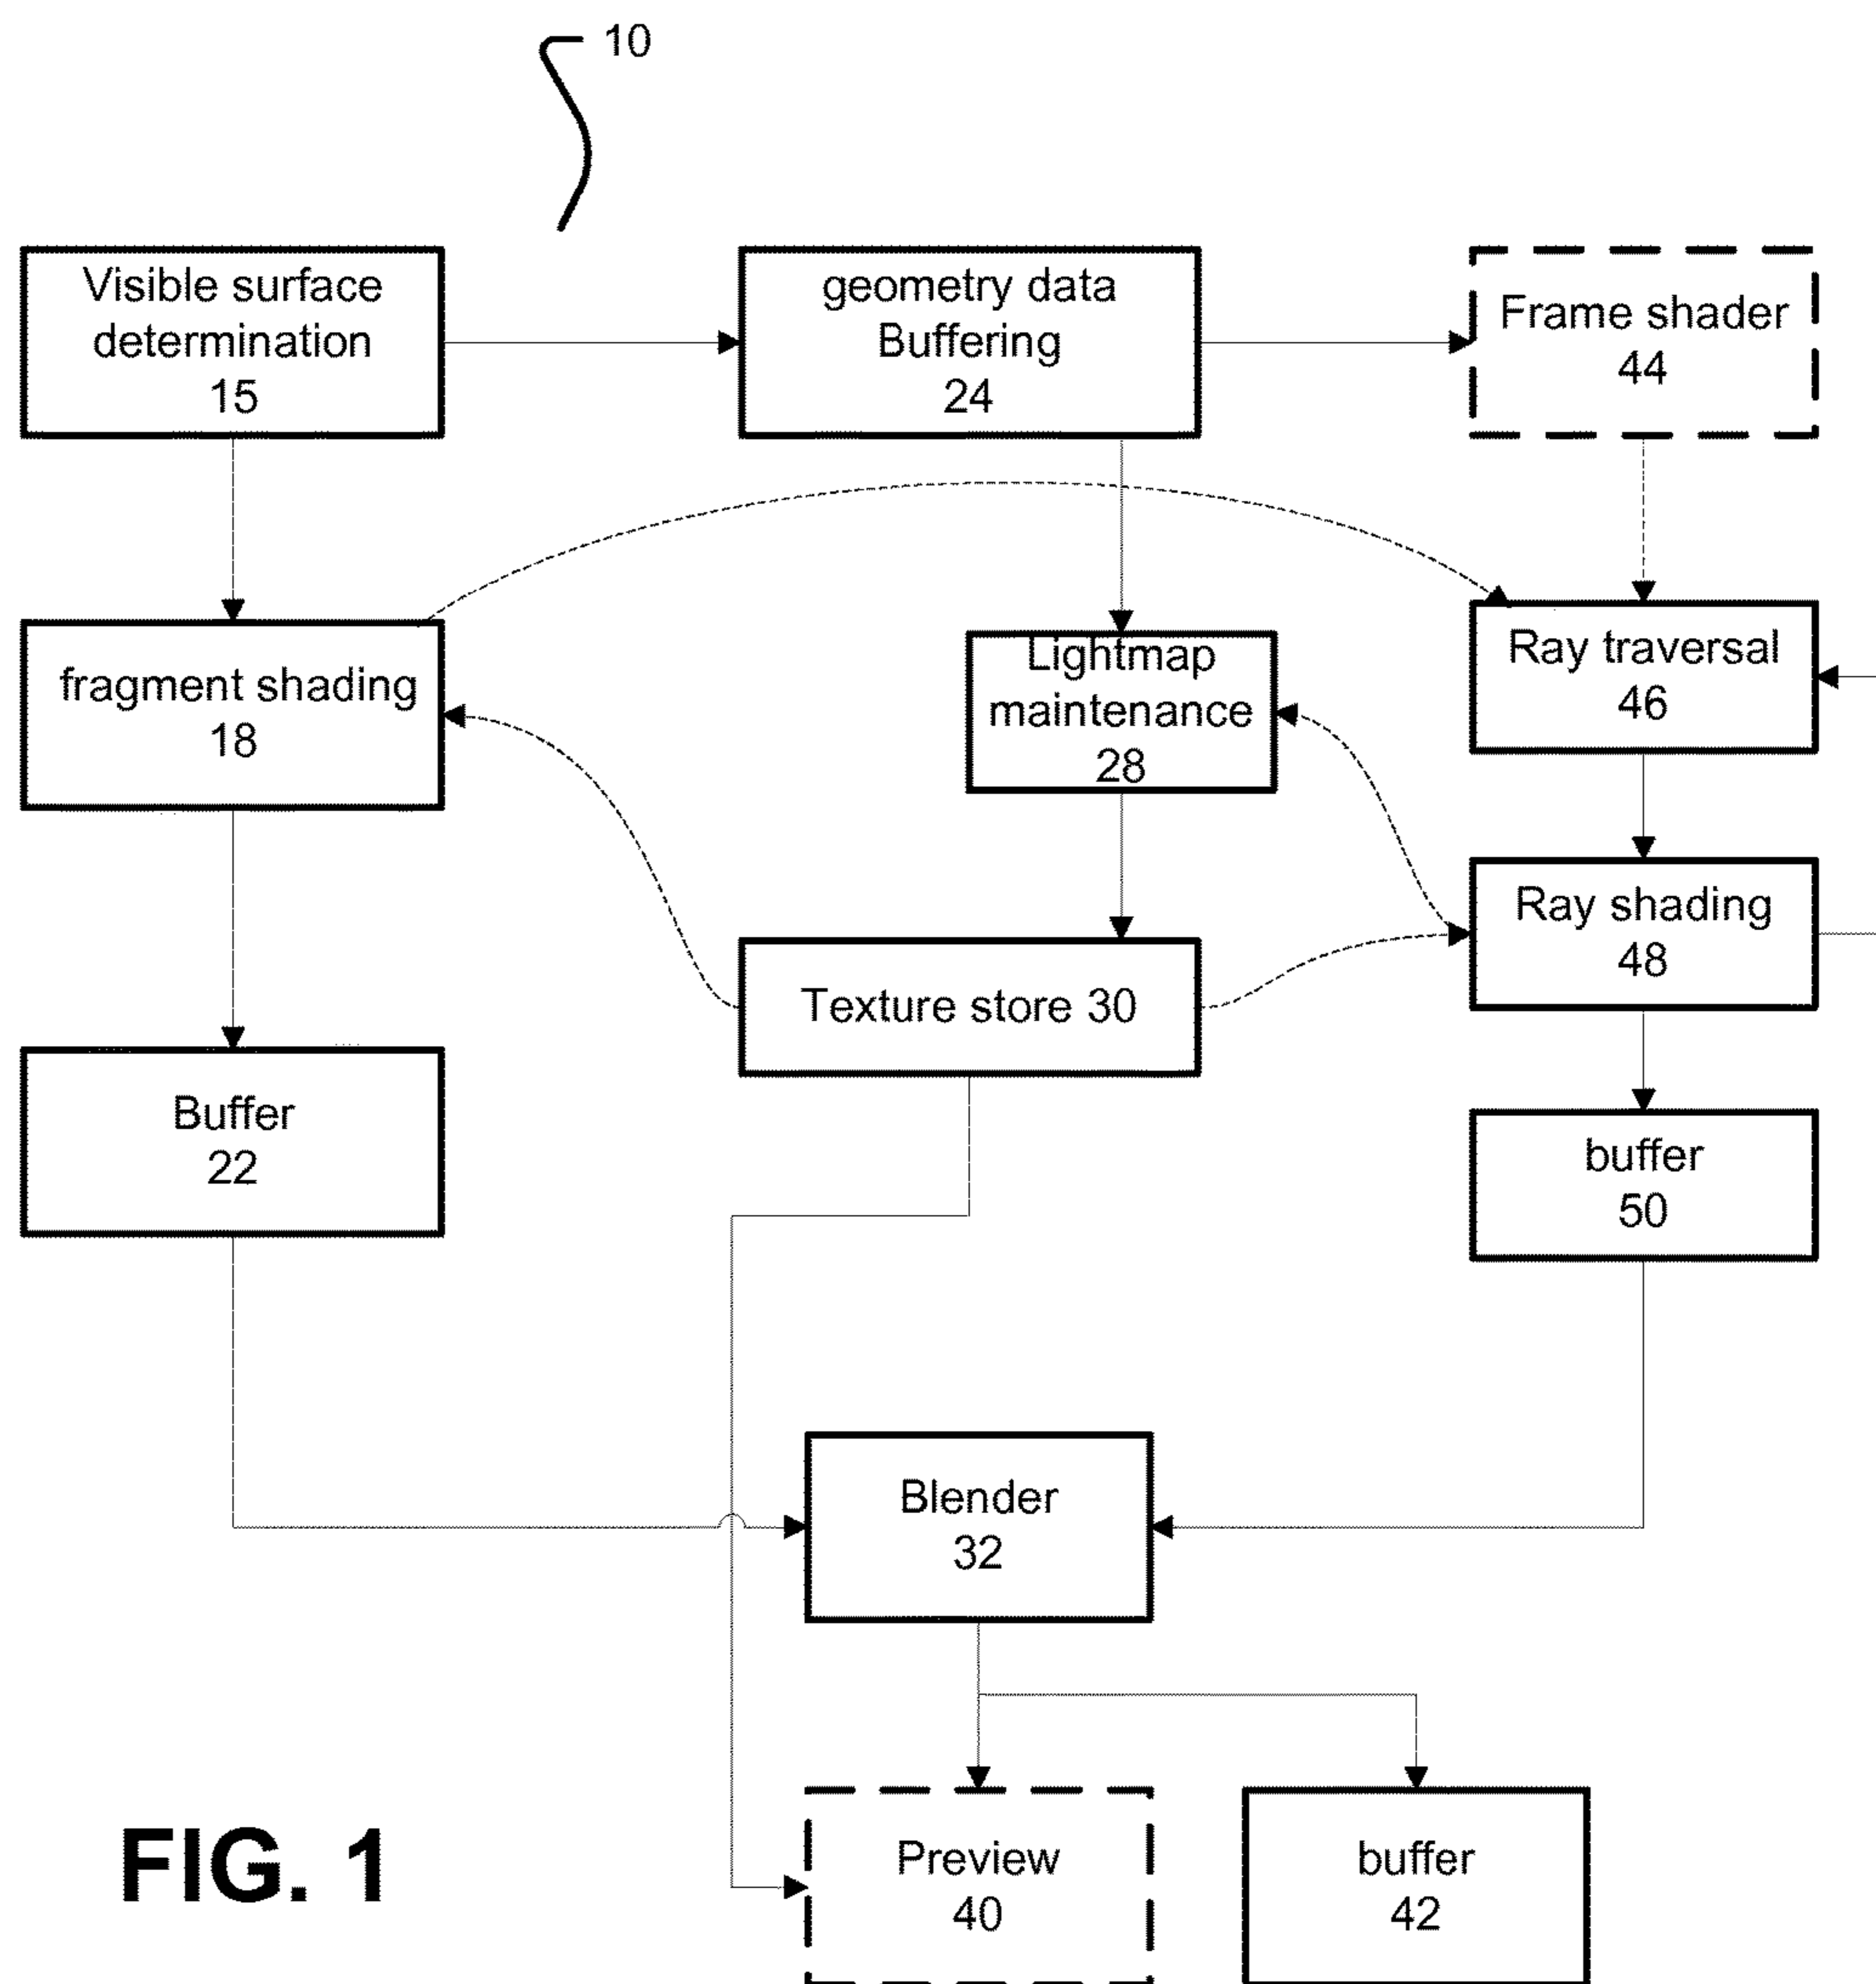 10
Visible surface
determination
15
geometry data
Buffering
24
Frame shader
44
fragment shading
18
Lightmap
maintenance
28
Ray traversal
46
Ray shading
48
Texture store 30
Buffer
22
buffer
50
Blender
32
Preview
40
buffer
42
FIG. 1